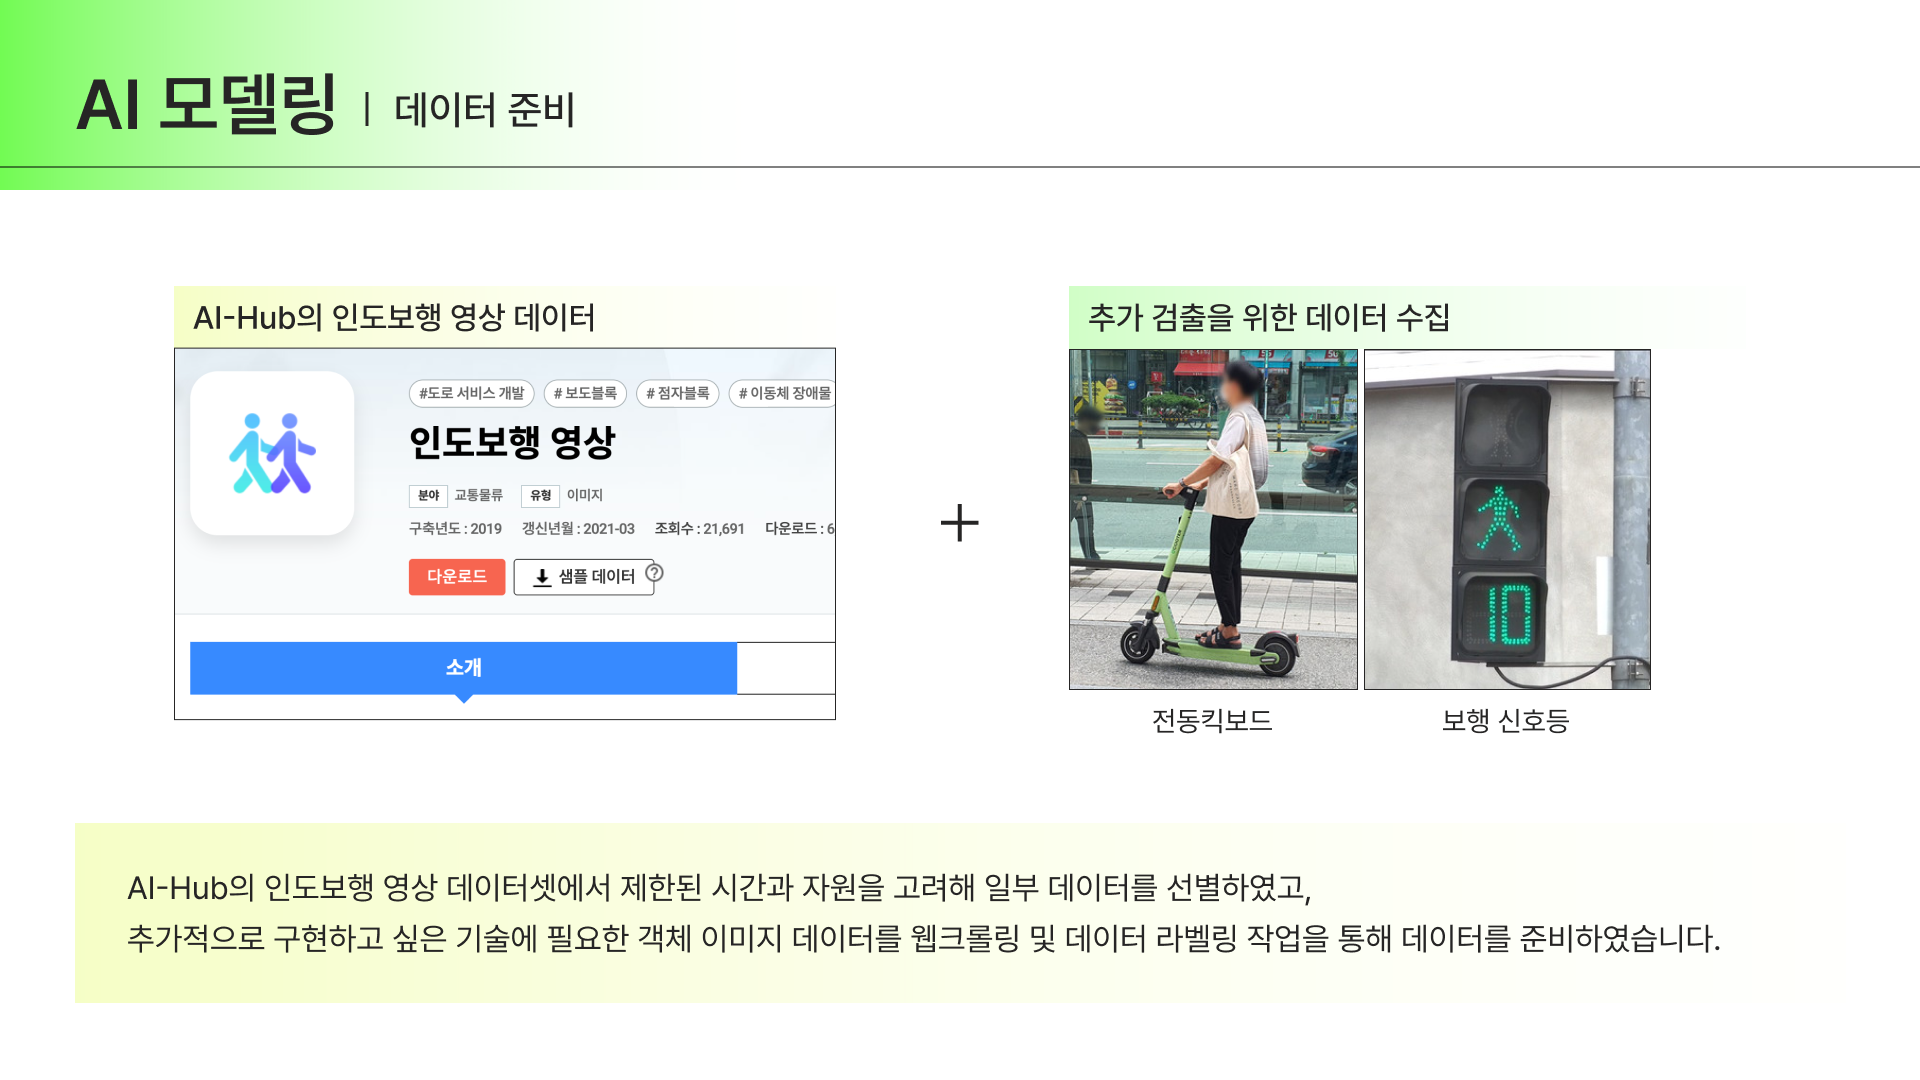 AI 모델링 | 데이터 준비
AI-Hub의 인도보행 영상 데이터
#도로 서비스 개발 # 보도블록 # 점자블록 # 이동체 장애물
인도보행 영상
분야 교통물류 유형 이미지
구축년도 : 2019 갱신년월 : 2021-03 조회수 : 21,691 다운로드 : 6
다운로드 샘플 데이터 ?
소개
+
추가 검출을 위한 데이터 수집
10
전동킥보드
보행 신호등
AI-Hub의 인도보행 영상 데이터셋에서 제한된 시간과 자원을 고려해 일부 데이터를 선별하였고,
추가적으로 구현하고 싶은 기술에 필요한 객체 이미지 데이터를 웹크롤링 및 데이터 라벨링 작업을 통해 데이터를 준비하였습니다.